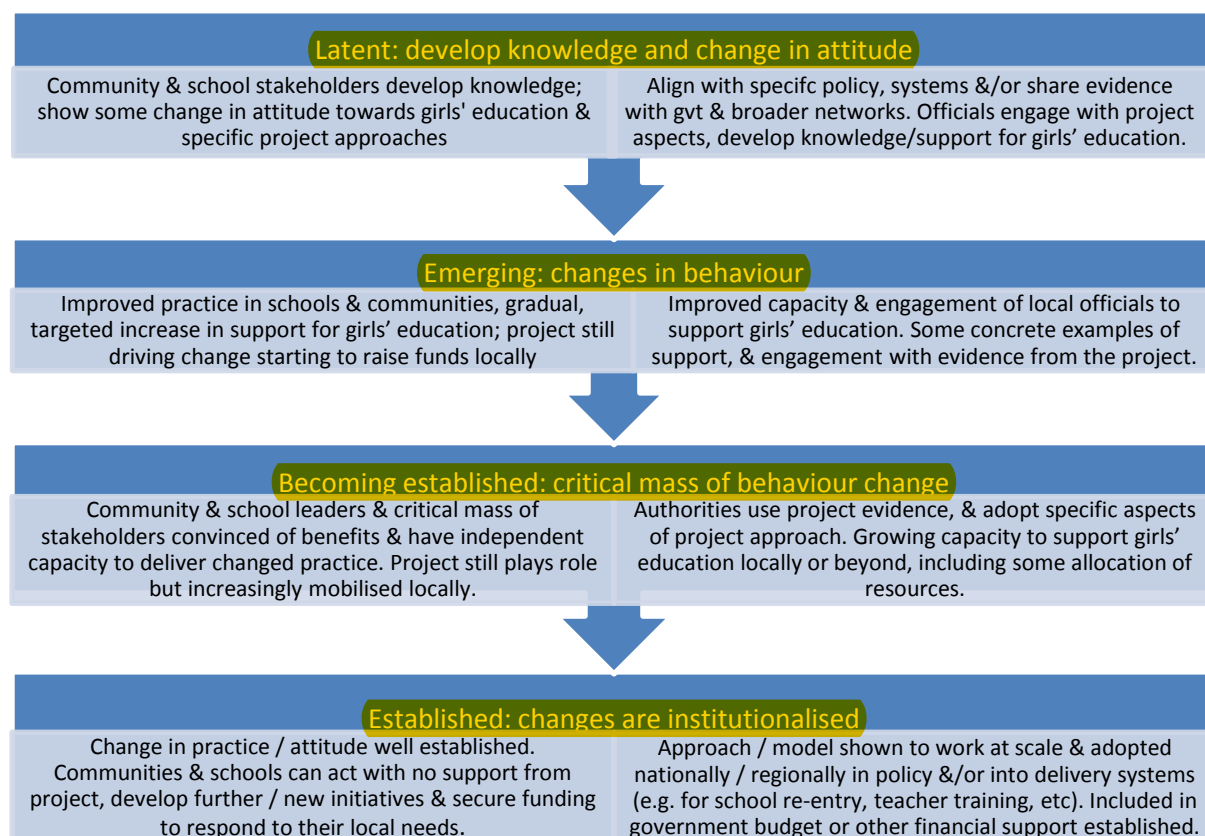 Latent: develop knowledge and change in attitude
Community & school stakeholders develop knowledge;
show some change in attitude towards girls' education &
specific project approaches
Align with specifc policy, systems &/or share evidence
with gvt & broader networks. Officials engage with project
aspects, develop knowledge/support for girls’ education.
Emerging: changes in behaviour
Improved practice in schools & communities, gradual,
targeted increase in support for girls’ education; project still
driving change starting to raise funds locally
Improved capacity & engagement of local officials to
support girls’ education. Some concrete examples of
support, & engagement with evidence from the project.
Becoming established: critical mass of behaviour change
Community & school leaders & critical mass of
stakeholders convinced of benefits & have independent
capacity to deliver changed practice. Project still plays role
but increasingly mobilised locally.
Authorities use project evidence, & adopt specific aspects
of project approach. Growing capacity to support girls’
education locally or beyond, including some allocation of
resources.
Established: changes are institutionalised
Change in practice / attitude well established.
Communities & schools can act with no support from
project, develop further / new initiatives & secure funding
to respond to their local needs.
Approach / model shown to work at scale & adopted
nationally / regionally in policy &/or into delivery systems
(e.g. for school re-entry, teacher training, etc). Included in
government budget or other financial support established.